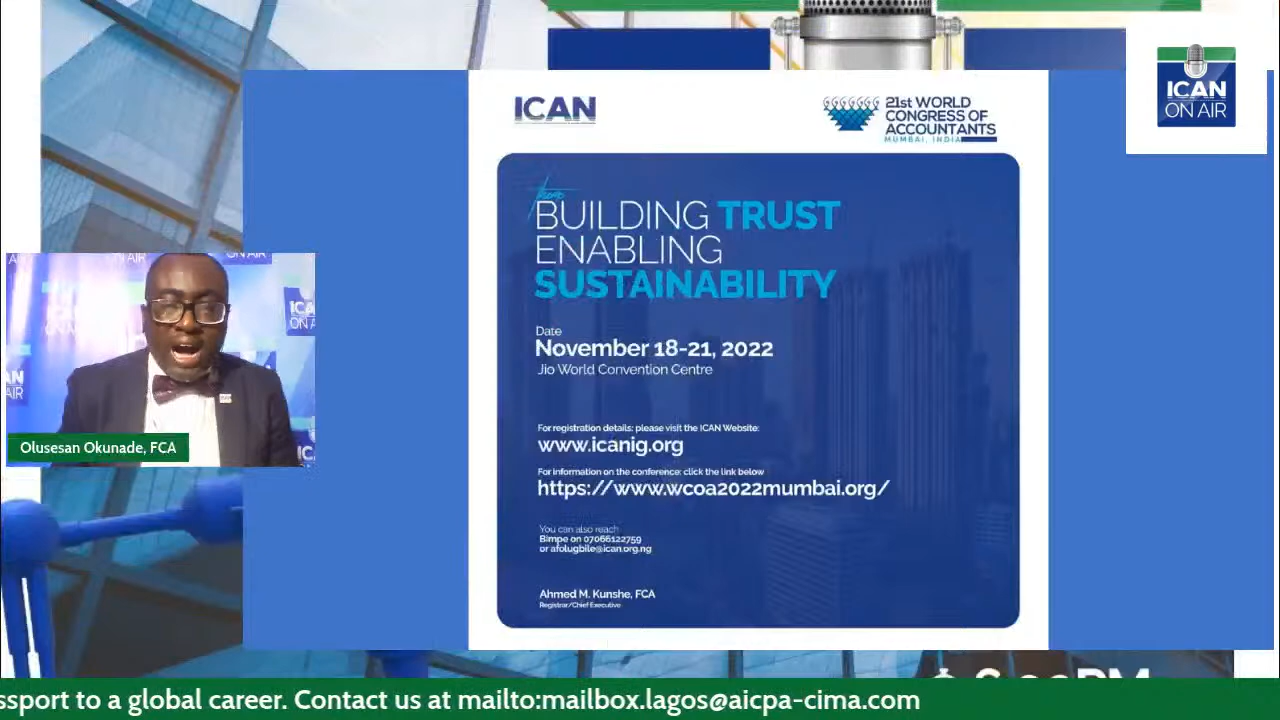 ICAN
21st WORLD
CONGRESS OF
ACCOUNTANTS
MUMBAI, INDIA
ICAN
ON AIR
BUILDING TRUST
ENABLING
SUSTAINABILITY
Date
November 18-21, 2022
Jio World Convention Centre
For registration details: please visit the ICAN Website:
www.icanig.org
For information on the conference: click the link below
https://www.wcoa2022mumbai.org/
You can also reach
Bimpe on 07066122759
or afolugbile@ican.org.ng
Ahmed M. Kunshe, FCA
Registrar/Chief Executive
ON AIR
ICAN
Olusesan Okunade, FCA
ssport to a global career. Contact us at mailto:mailbox.lagos@aicpa-cima.com